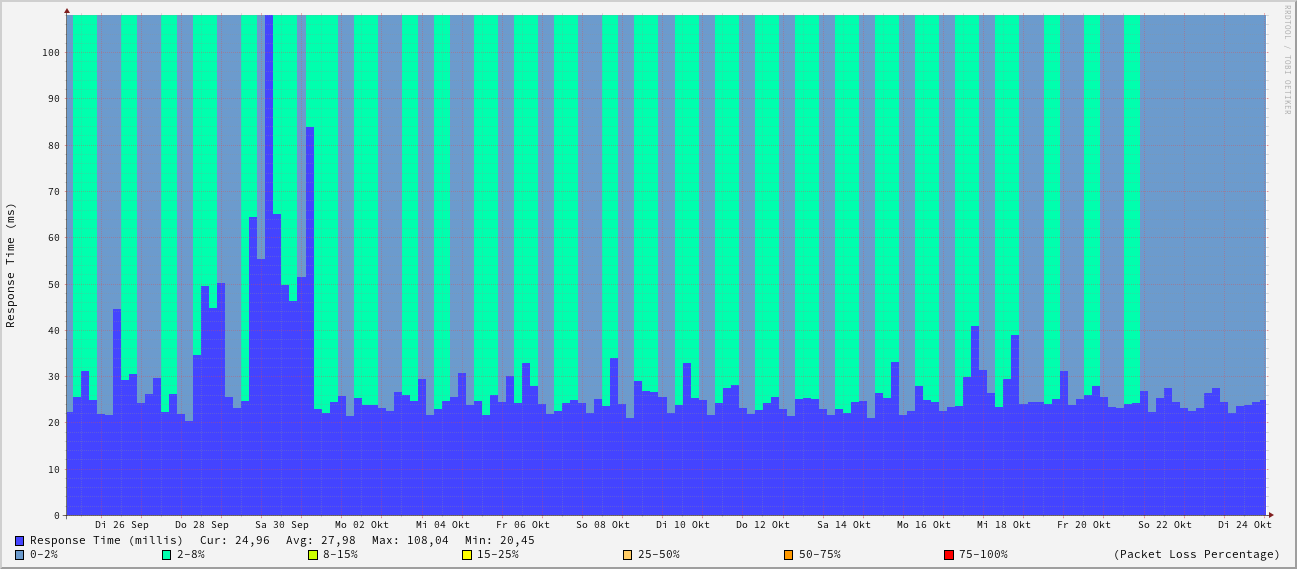 RRDTOOL / TOBI OETIKER
Response Time (ms)
100
90
80
70
60
50
40
30
20
10
0
Di 26 Sep Do 28 Sep Sa 30 Sep Mo 02 Okt Mi 04 Okt Fr 06 Okt So 08 Okt Di 10 Okt Do 12 Okt Sa 14 Okt Mo 16 Okt Mi 18 Okt Fr 20 Okt So 22 Okt Di 24 Okt
Response Time (millis) Cur: 24,96 Avg: 27,98 Max: 108,04 Min: 20,45
0-2% 2-8% 8-15% 15-25% 25-50% 50-75% 75-100% (Packet Loss Percentage)